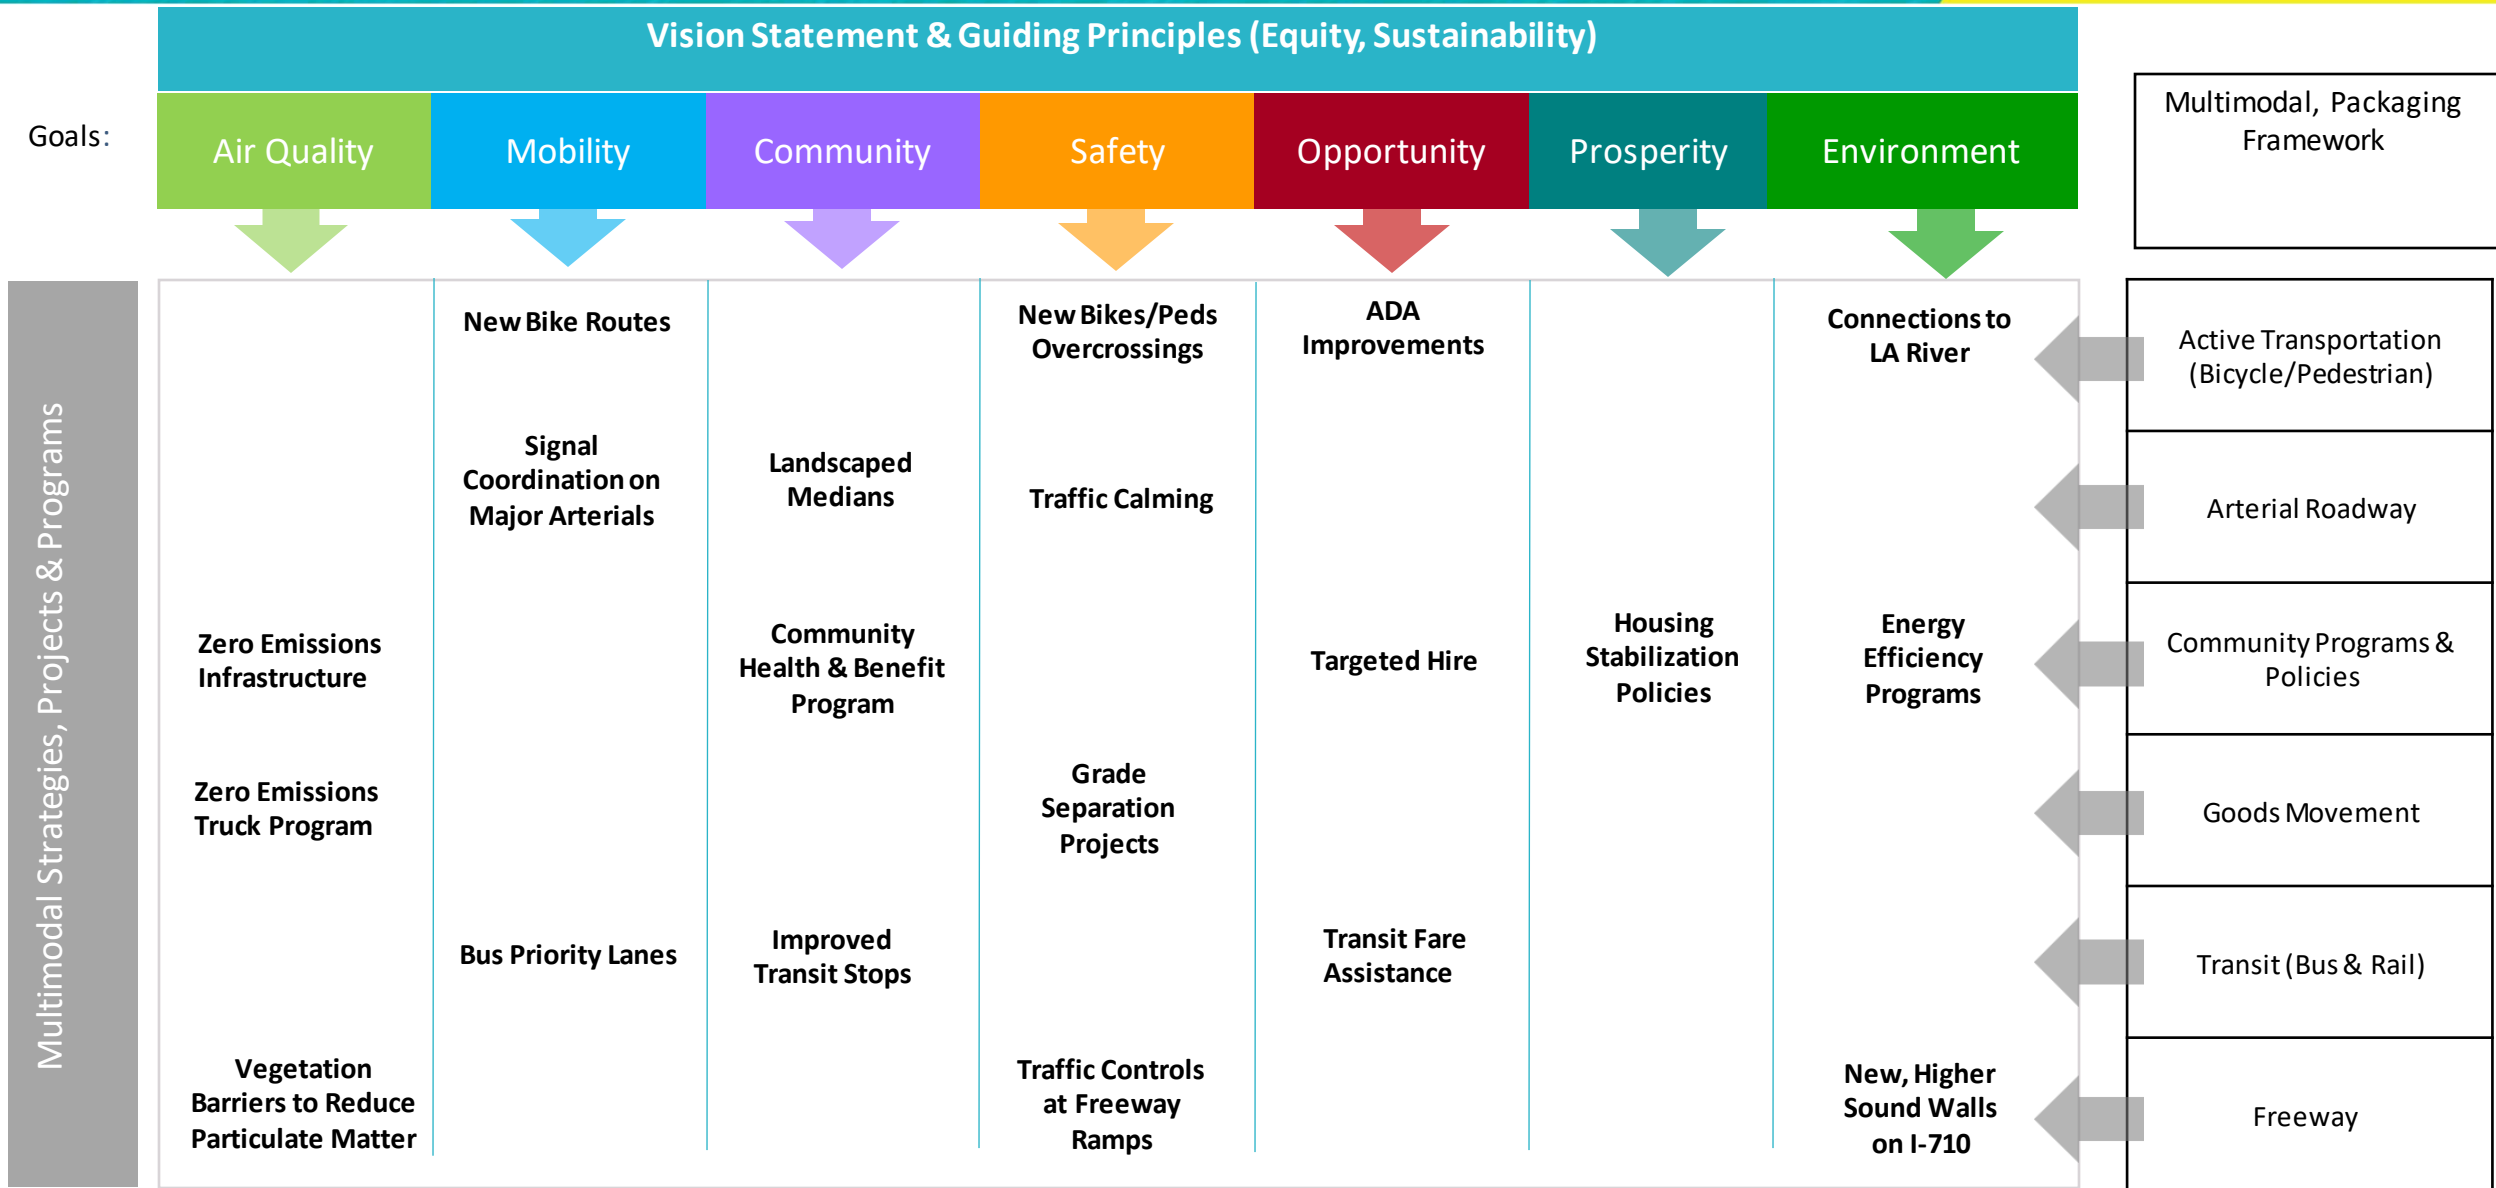 Vision Statement & Guiding Principles (Equity, Sustainability)
Goals:
Air Quality
Mobility
Community
Safety
Opportunity
Prosperity
Environment
Multimodal, Packaging
Framework
Multimodal Strategies, Projects & Programs
New Bike Routes
New Bikes/Peds
Overcrossings
ADA
Improvements
Connections to
LA River
Active Transportation
(Bicycle/Pedestrian)
Signal
Coordination on
Major Arterials
Landscaped
Medians
Traffic Calming
Arterial Roadway
Zero Emissions
Infrastructure
Community
Health & Benefit
Program
Targeted Hire
Housing
Stabilization
Policies
Energy
Efficiency
Programs
Community Programs &
Policies
Zero Emissions
Truck Program
Grade
Separation
Projects
Goods Movement
Bus Priority Lanes
Improved
Transit Stops
Transit Fare
Assistance
Transit (Bus & Rail)
Vegetation
Barriers to Reduce
Particulate Matter
Traffic Controls
at Freeway
Ramps
New, Higher
Sound Walls
on I-710
Freeway